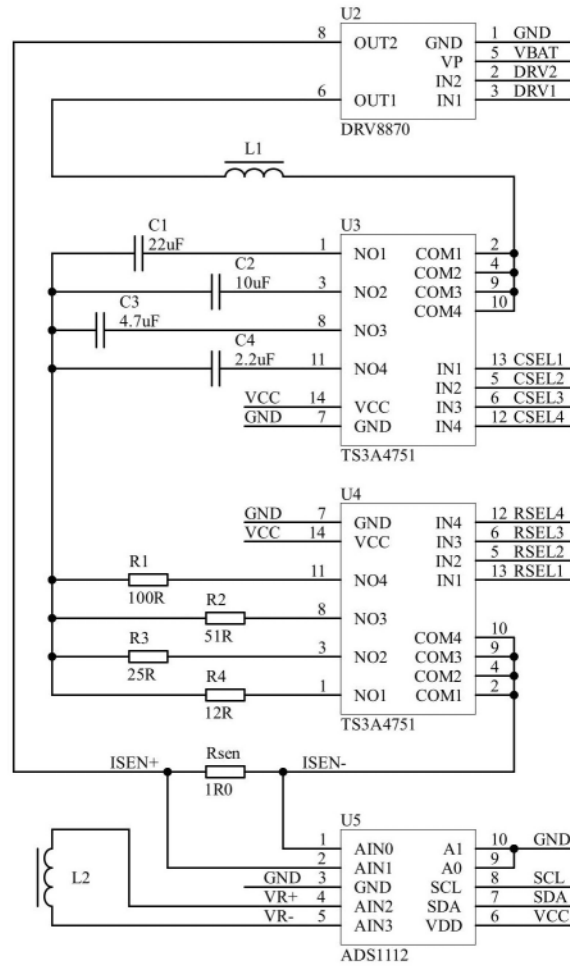 U2
8 OUT2 GND 1 GND
VP 5 VBAT
IN2 2 DRV2
6 OUT1 IN1 3 DRV1
DRV8870
L1
U3
C1
22uF 1 NO1 COM1 2
COM2 4
C2
10uF 3 NO2 COM3 9
COM4 10
C3
4.7uF 8 NO3
C4
2.2uF 11 NO4 IN1 13 CSEL1
IN2 5 CSEL2
VCC 14 VCC IN3 6 CSEL3
GND 7 GND IN4 12 CSEL4
TS3A4751
U4
GND 7 GND IN4 12 RSEL4
VCC 14 VCC IN3 6 RSEL3
IN2 5 RSEL2
R1 11 NO4 IN1 13 RSEL1
100R
R2 8 NO3
51R COM4 10
R3 3 NO2 COM3 9
25R COM2 4
R4 1 NO1 COM1 2
12R
TS3A4751
ISEN+ Rsen ISEN-
1R0
U5
1 AIN0 A1 10 GND
2 AIN1 A0 9
GND 3 GND SCL 8 SCL
L2 VR+ 4 AIN2 SDA 7 SDA
VR- 5 AIN3 VDD 6 VCC
ADS1112